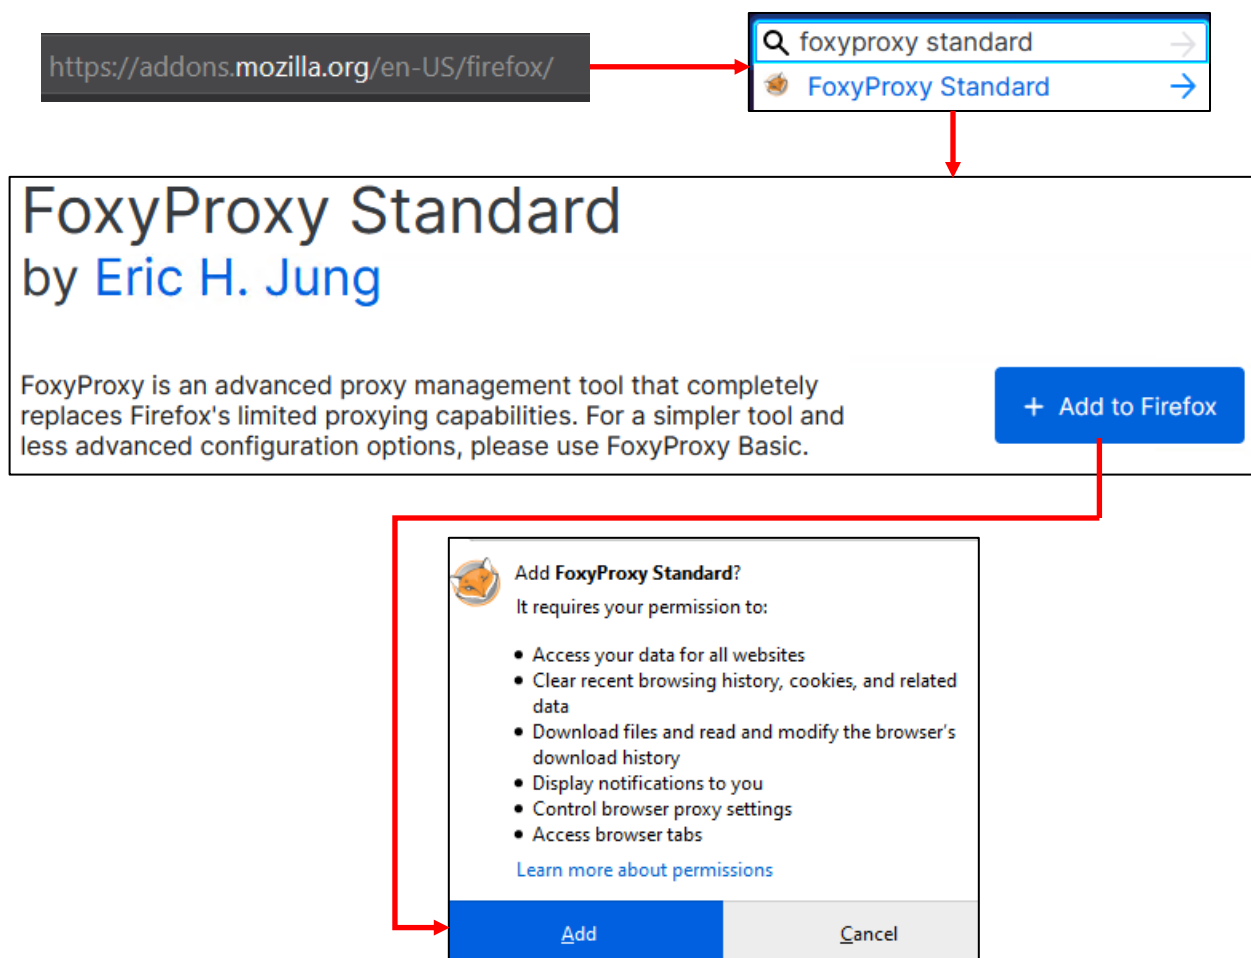 https://addons.mozilla.org/en-US/firefox/
foxyproxy standard
FoxyProxy Standard
FoxyProxy Standard
by Eric H. Jung
FoxyProxy is an advanced proxy management tool that completely
replaces Firefox's limited proxying capabilities. For a simpler tool and
less advanced configuration options, please use FoxyProxy Basic.
+ Add to Firefox
Add FoxyProxy Standard?
It requires your permission to:
• Access your data for all websites
• Clear recent browsing history, cookies, and related
data
• Download files and read and modify the browser's
download history
• Display notifications to you
• Control browser proxy settings
• Access browser tabs
Learn more about permissions
Add
Cancel